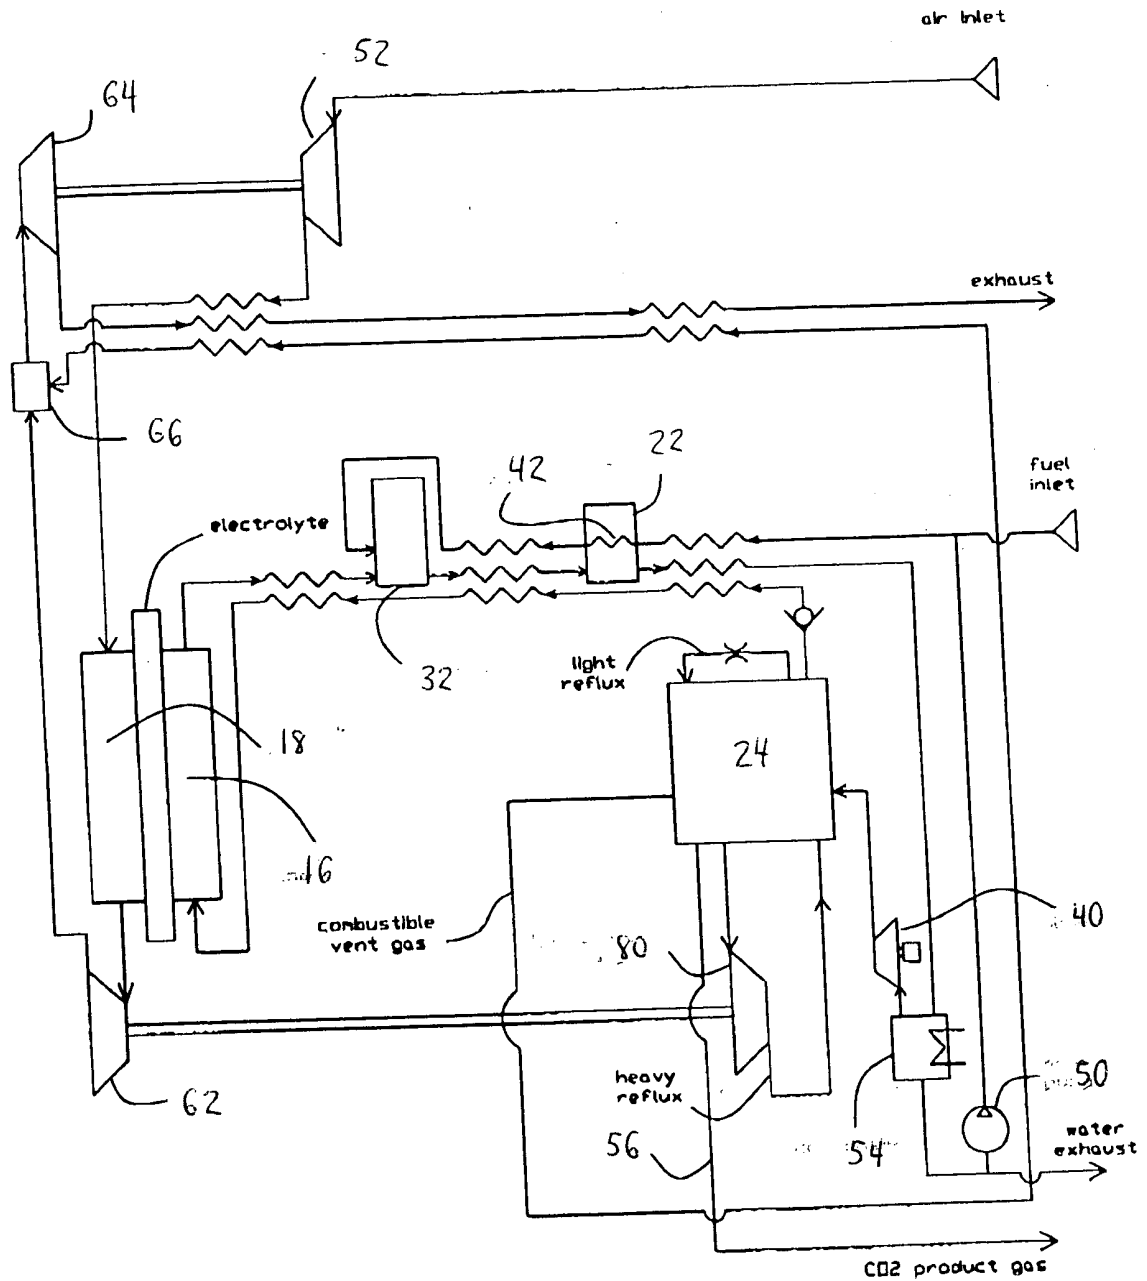 air inlet
52
64
exhaust
66
22
42
fuel
inlet
electrolyte
32
light
reflux
18
24
16
combustible
vent gas
80
40
heavy
reflux
50
62
56
54
water
exhaust
CO2 product gas